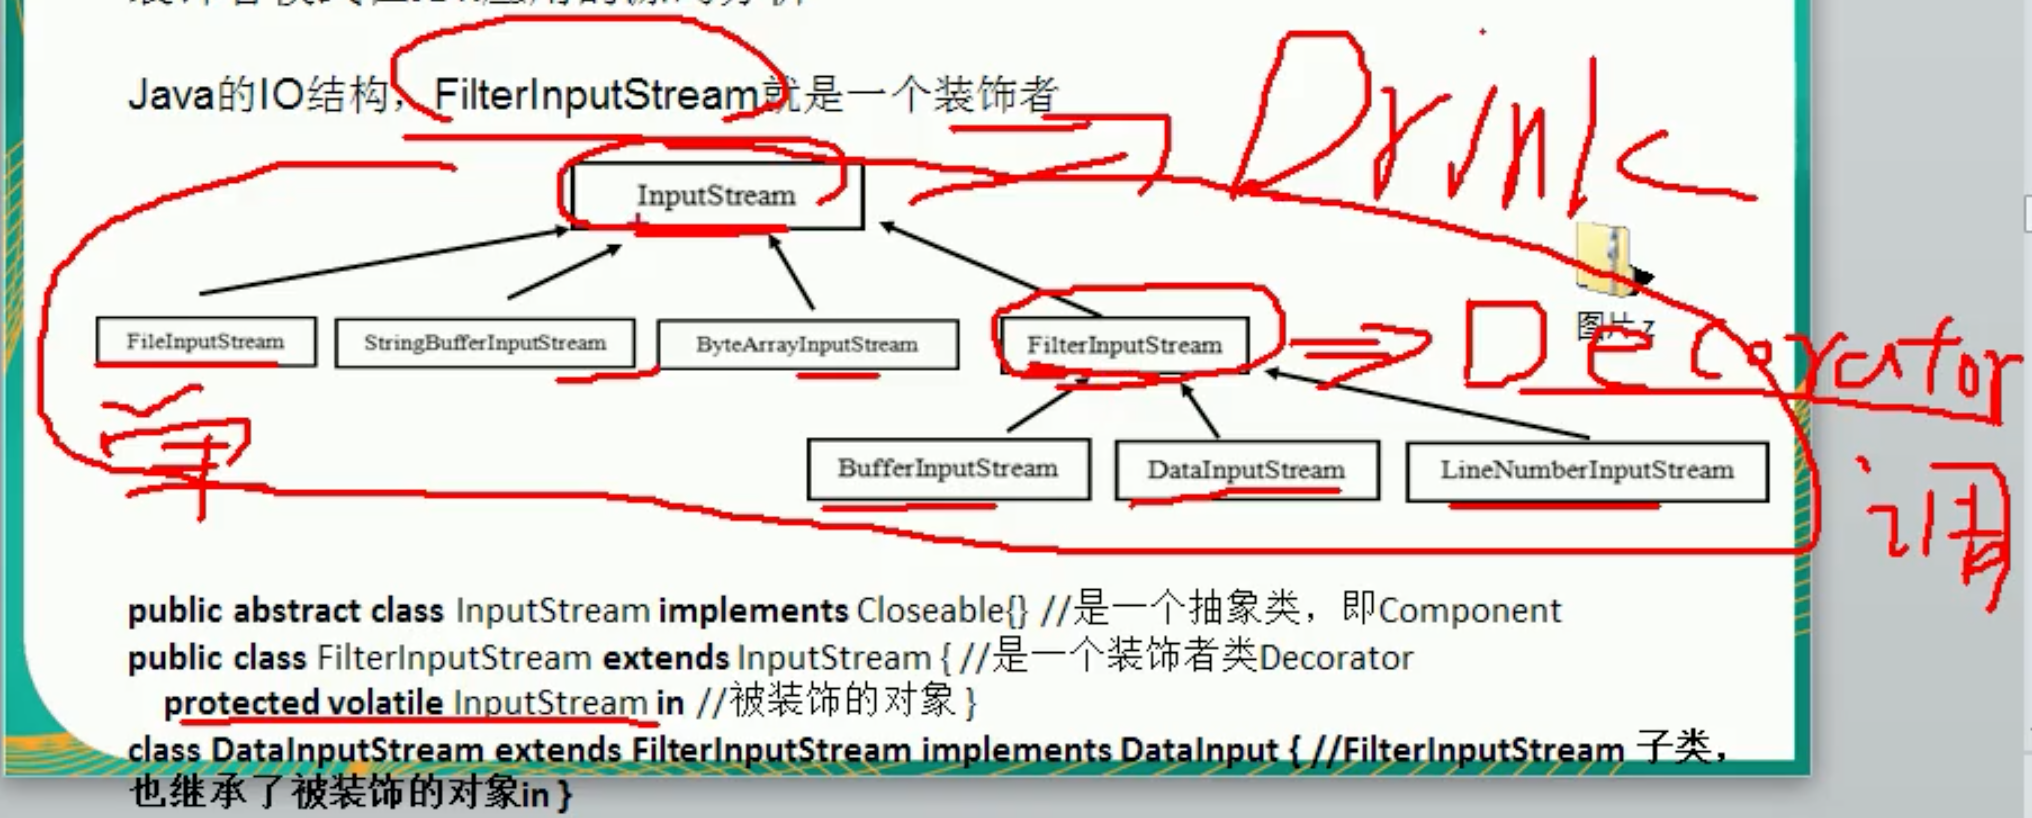 Java的IO结构，FilterInputStream就是一个装饰者
Drink
InputStream
FileInputStream
StringBufferInputStream
ByteArrayInputStream
FilterInputStream
Decorator
BufferInputStream
DataInputStream
LineNumberInputStream
单
调
public abstract class InputStream implements Closeable{} //是一个抽象类，即Component
public class FilterInputStream extends InputStream { //是一个装饰者类Decorator
protected volatile InputStream in //被装饰的对象 }
class DataInputStream extends FilterInputStream implements DataInput { //FilterInputStream 子类，
也继承了被装饰的对象in }